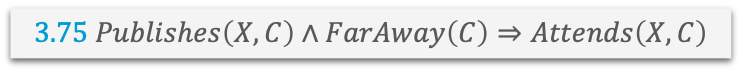 3.75 Publishes(X, C) ∧ FarAway(C) ⇒ Attends(X, C)